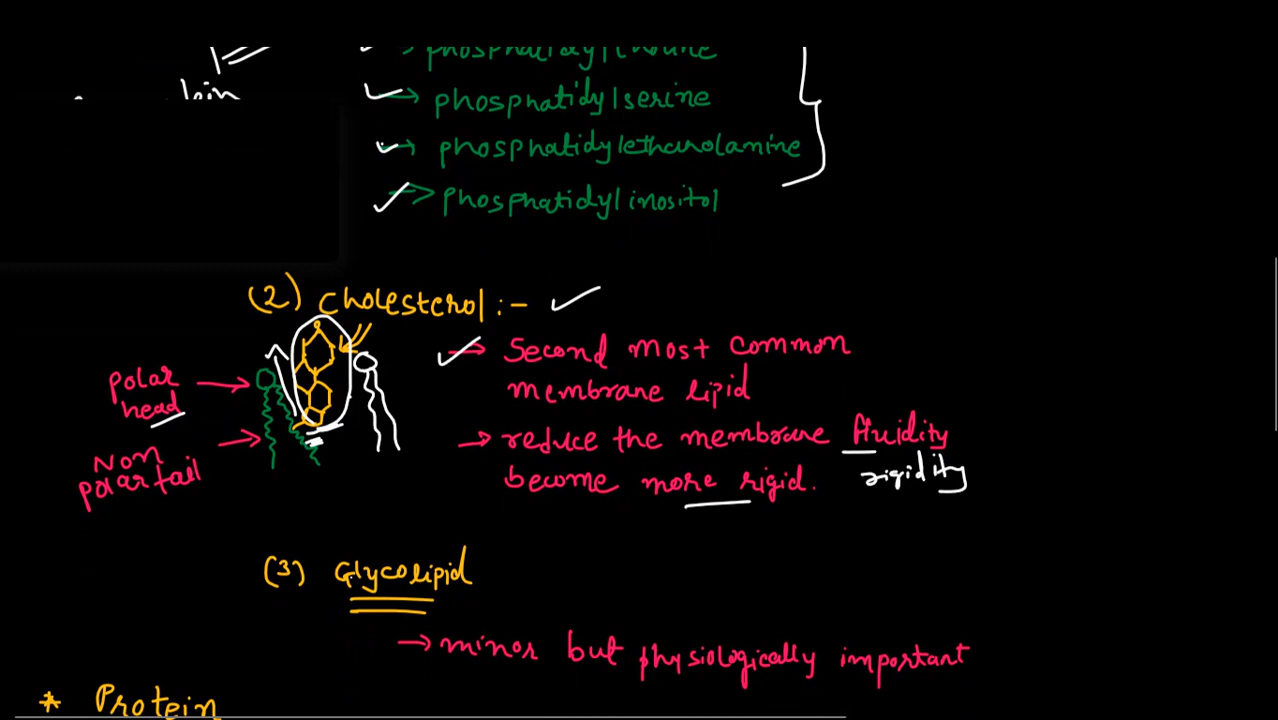 phosphatidylserine
phosphatidylethanolamine
phosphatidylinositol
(2) Cholesterol :-
Second most common
membrane lipid
Polar
head
reduce the membrane fluidity
become more rigid. rigidity
Non
polar tail
(3) Glycolipid
minor but physiologically important
* Protein